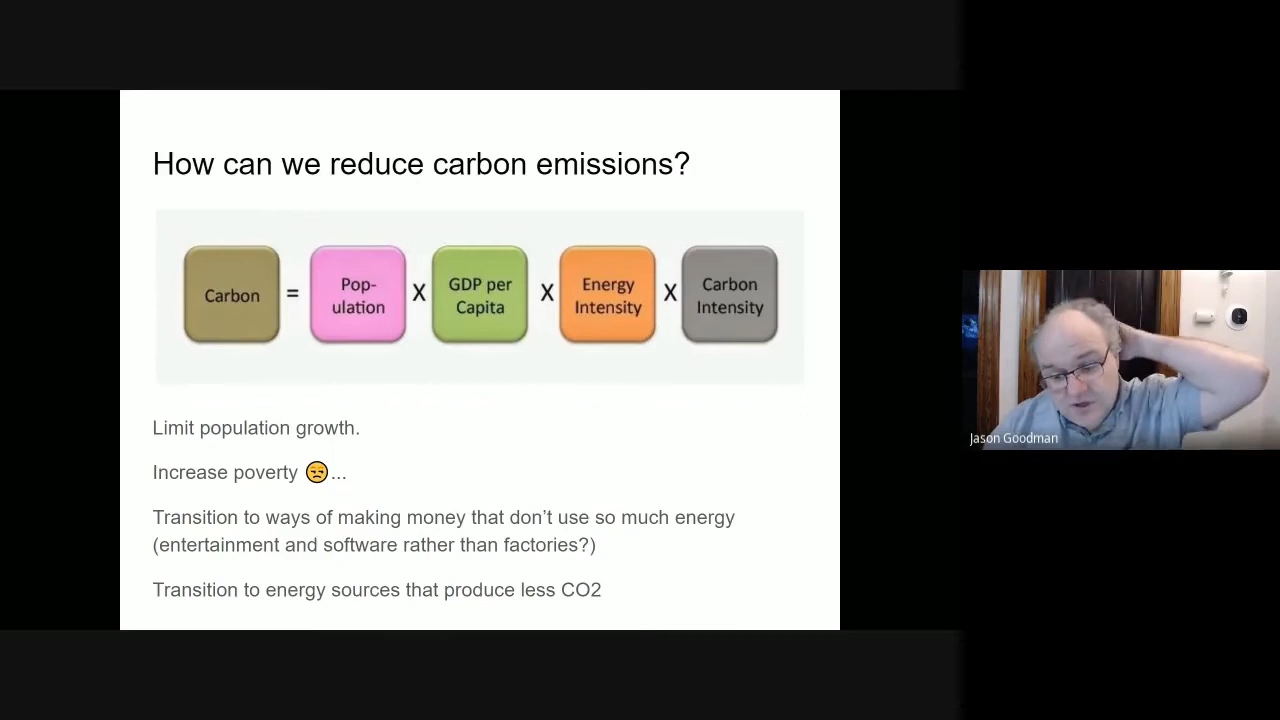 How can we reduce carbon emissions?
Carbon = Pop-ulation X GDP per Capita X Energy Intensity X Carbon Intensity
Limit population growth.
Increase poverty 😒...
Transition to ways of making money that don’t use so much energy
(entertainment and software rather than factories?)
Transition to energy sources that produce less CO2
Jason Goodman